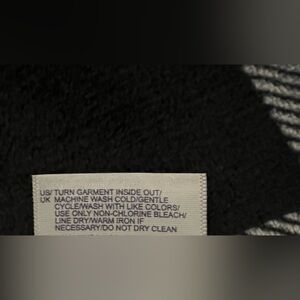 US/ TURN GARMENT INSIDE OUT/
UK MACHINE WASH COLD/GENTLE
CYCLE/WASH WITH LIKE COLORS/
USE ONLY NON-CHLORINE BLEACH/
LINE DRY/WARM IRON IF
NECESSARY/DO NOT DRY CLEAN